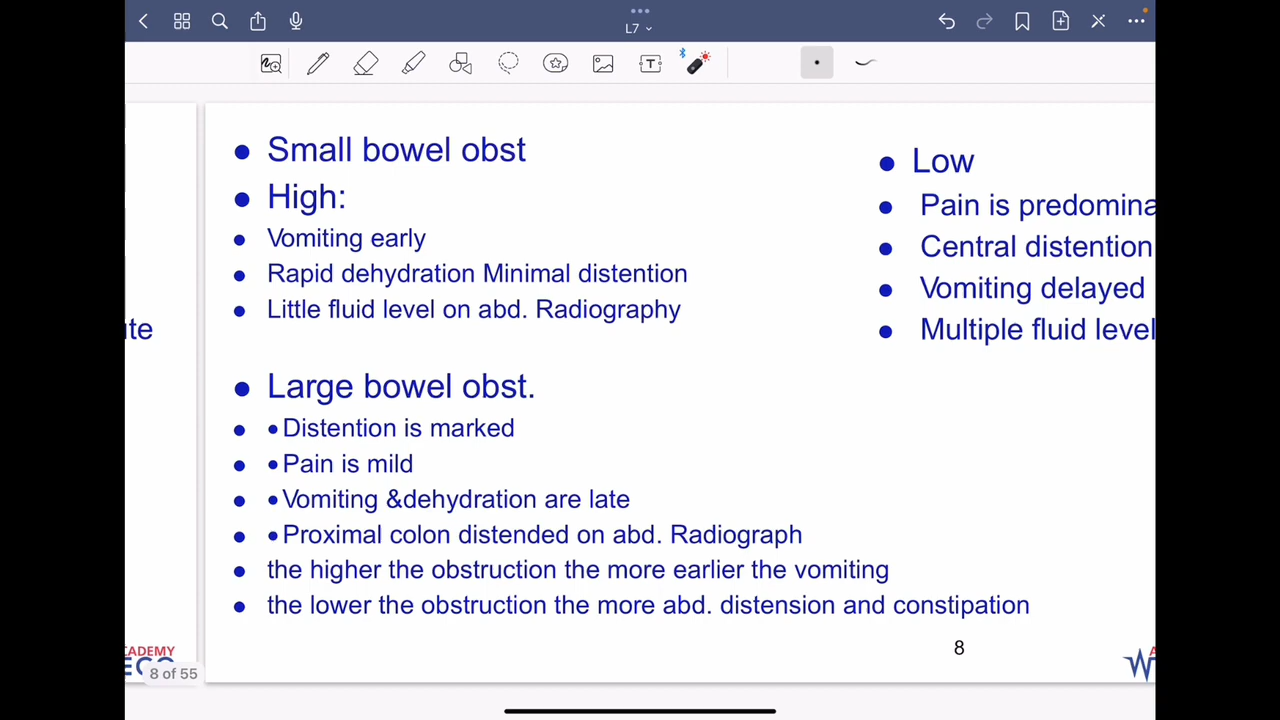 L7
Small bowel obst
High:
Vomiting early
Rapid dehydration Minimal distention
Little fluid level on abd. Radiography
Low
Pain is predomina
Central distention
Vomiting delayed
Multiple fluid level
ute
Large bowel obst.
•Distention is marked
•Pain is mild
•Vomiting &dehydration are late
•Proximal colon distended on abd. Radiograph
the higher the obstruction the more earlier the vomiting
the lower the obstruction the more abd. distension and constipation
8
CADEMY
8 of 55